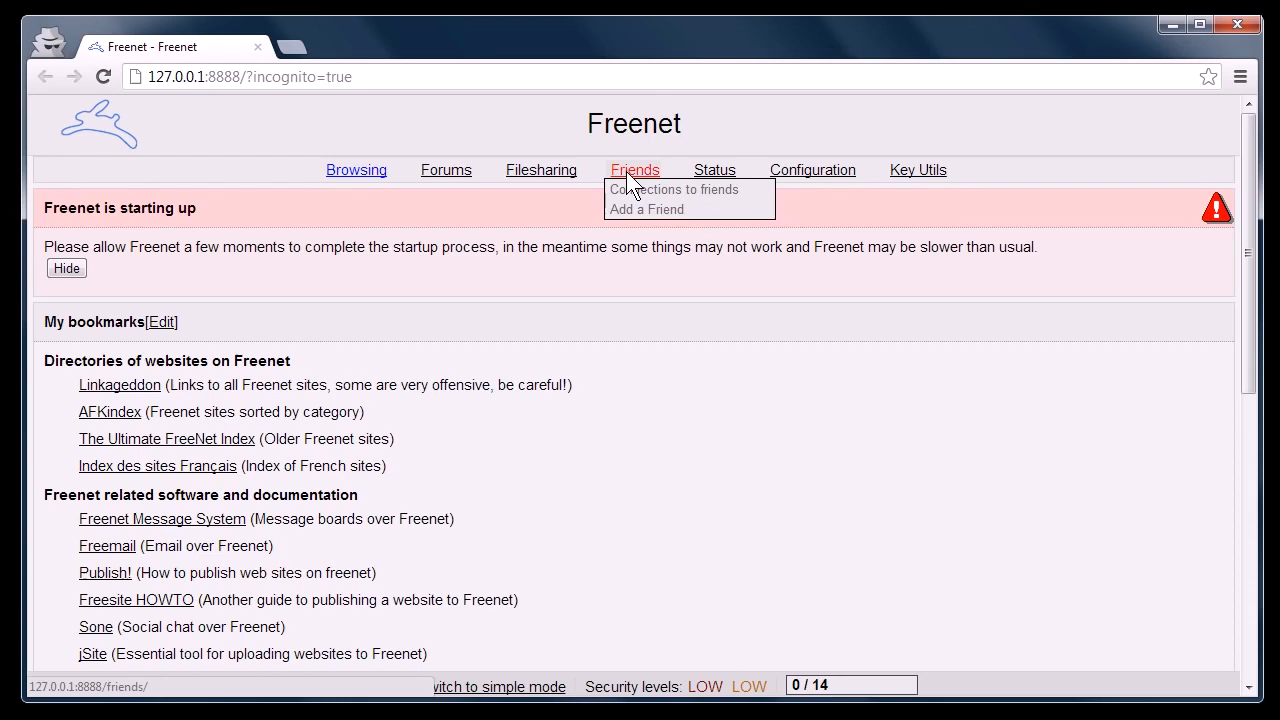 Freenet - Freenet
127.0.0.1:8888/?incognito=true
Freenet
Browsing Forums Filesharing Friends Status Configuration Key Utils
to friends
Add a Friend
Freenet is starting up
Please allow Freenet a few moments to complete the startup process, in the meantime some things may not work and Freenet may be slower than usual.
Hide
My bookmarks[Edit]
Directories of websites on Freenet
Linkageddon (Links to all Freenet sites, some are very offensive, be careful!)
AFKindex (Freenet sites sorted by category)
The Ultimate FreeNet Index (Older Freenet sites)
Index des sites Français (Index of French sites)
Freenet related software and documentation
Freenet Message System (Message boards over Freenet)
Freemail (Email over Freenet)
Publish! (How to publish web sites on freenet)
Freesite HOWTO (Another guide to publishing a website to Freenet)
Sone (Social chat over Freenet)
jSite (Essential tool for uploading websites to Freenet)
127.0.0.1:8888/friends/ witch to simple mode Security levels: LOW LOW 0 / 14